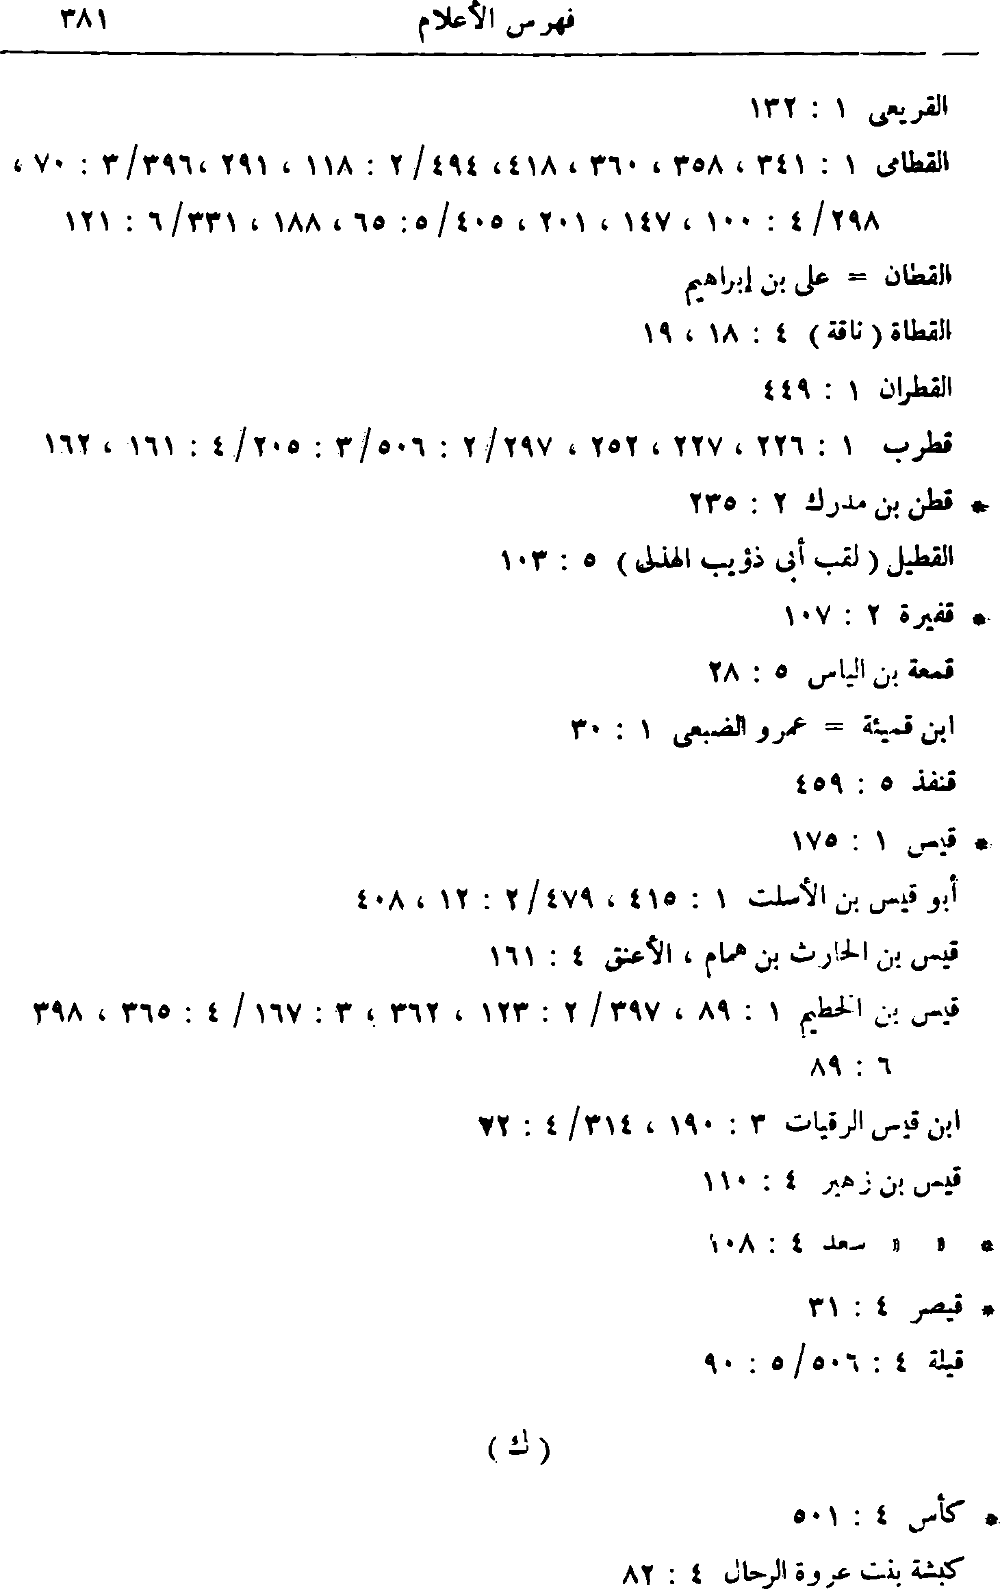 فهرس الأعلام ٣٨١
القريعى ١ : ١٣٢
القطامى ١ : ٣٤١ ، ٣٥٨ ، ٣٦٠ ، ٤١٨، ٤٩٤/ ٢ : ١١٨ ، ٢٩١ ،٣٩٦/ ٣ : ٧٠ ،
٢٩٨/ ٤ : ١٠٠ ، ١٤٧ ، ٢٠١ ، ٤٠٥/ ٥: ٦٥ ، ١٨٨ ، ٣٣١/ ٦ : ١٢١
القطان = على بن إبراهيم
القطاة ( ناقة ) ٤ : ١٨ ، ١٩
القطران ١ : ٤٤٩
قطرب ١ : ٢٢٦ ، ٢٢٧ ، ٢٥٢ ، ٢٩٧/ ٢ : ٥٠٦/ ٣ : ٢٠٥/ ٤ : ١٦١ ، ١٦٢
* قطن بن مدرك ٢ : ٢٣٥
القطيل ( لقب أبى ذؤيب الهذلى ) ٥ : ١٠٣
* قفيرة ٢ : ١٠٧
قمعة بن الياس ٥ : ٢٨
ابن قميئة = عمرو الضبعى ١ : ٣٠
قنفذ ٥ : ٤٥٩
* قيس ١ : ١٧٥
أبو قيس بن الأسلت ١ : ٤١٥ ، ٤٧٩/ ٢ : ١٢ ، ٤٠٨
قيس بن الحارث بن همام ، الأعنق ٤ : ١٦١
قيس بن الخطيم ١ : ٨٩ ، ٣٩٧/ ٢ : ١٢٣ ، ٣٦٢ ، ٣ : ١٦٧/ ٤ : ٣٦٥ ، ٣٩٨
٦ : ٨٩
ابن قيس الرقيات ٣ : ١٩٠ ، ٣١٤/ ٤ : ٧٢
قيس بن زهير ٤ : ١١٠
* » » سعد ٤ : ١٠٨
* قيصر ٤ : ٣١
قيلة ٤ : ٥٠٦/ ٥ : ٩٠
( ك )
* كأس ٤ : ٥٠١
كبشة بنت عروة الرحال ٤ : ٨٢